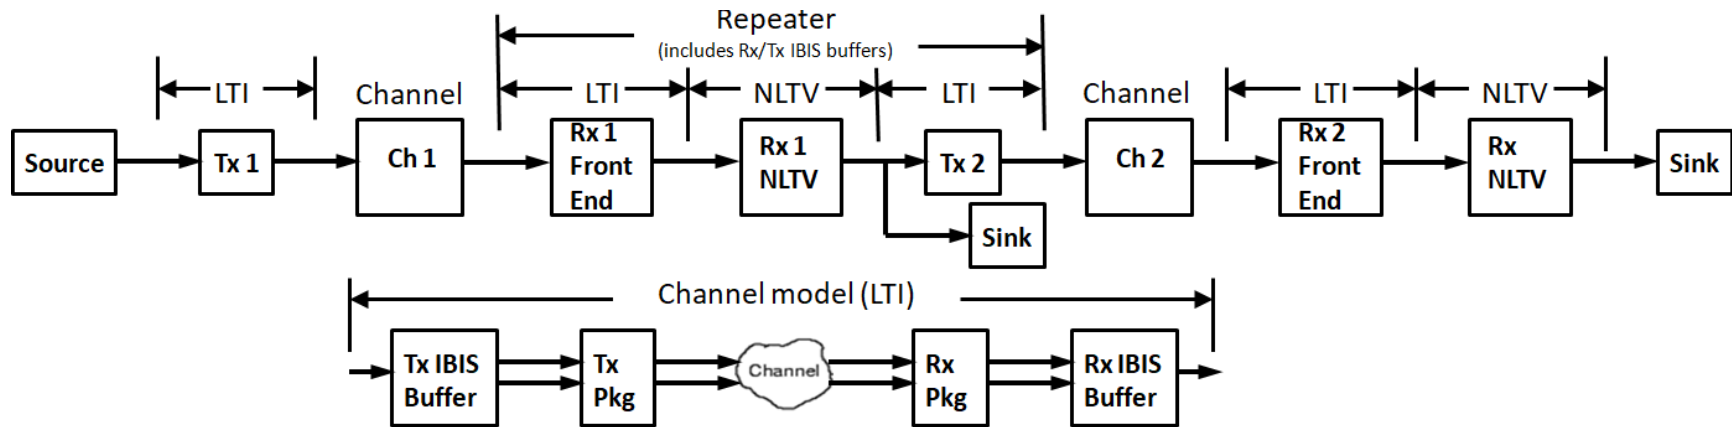 Repeater
(includes Rx/Tx IBIS buffers)
LTI
Channel
LTI
NLTV
LTI
Channel
LTI
NLTV
Source
Tx 1
Ch 1
Rx 1
Front
End
Rx 1
NLTV
Tx 2
Ch 2
Rx 2
Front
End
Rx
NLTV
Sink
Sink
Channel model (LTI)
Tx IBIS
Buffer
Tx
Pkg
Channel
Rx
Pkg
Rx IBIS
Buffer